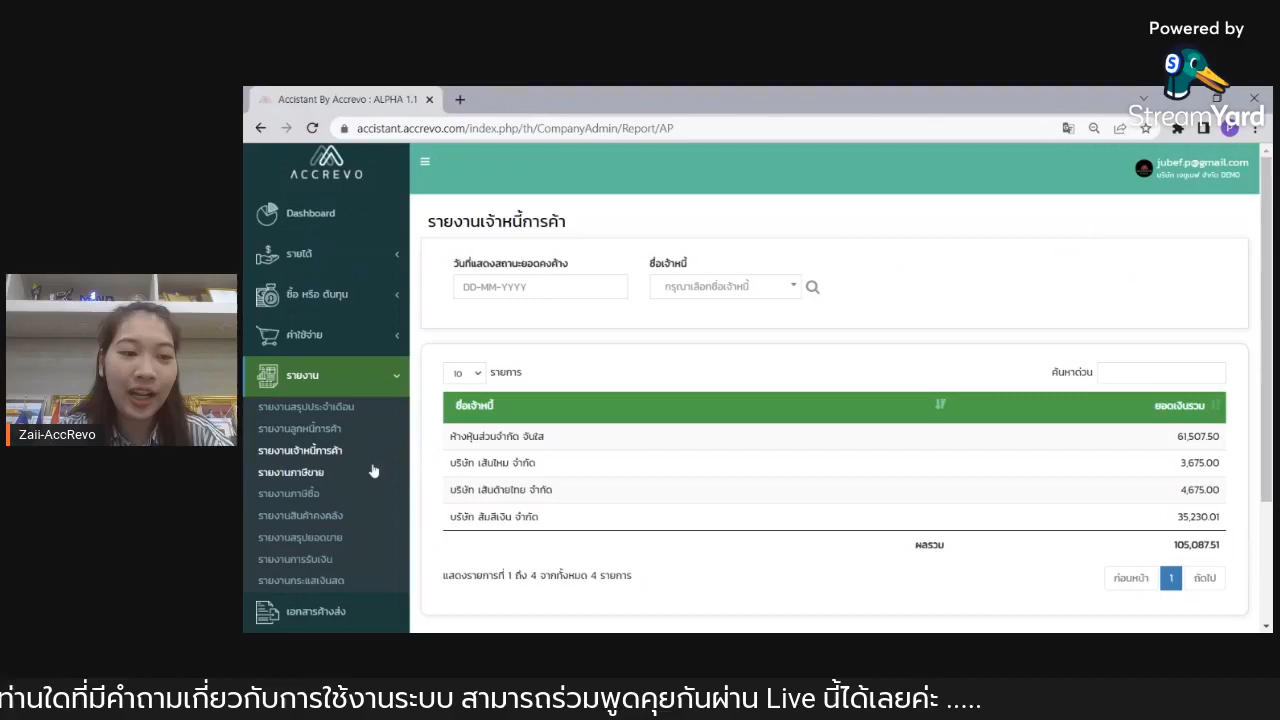 Powered by
StreamYard
Accistant By Accrevo : ALPHA 1.1
accistant.accrevo.com/index.php/th/CompanyAdmin/Report/AP
ACCREVO
jubef.p@gmail.com
บริษัท เจซูเบฟ จำกัด DEMO
Dashboard
รายได้
ซื้อ หรือ ต้นทุน
ค่าใช้จ่าย
รายงาน
รายงานสรุปประจำเดือน
รายงานลูกหนี้การค้า
รายงานเจ้าหนี้การค้า
รายงานภาษีขาย
รายงานภาษีซื้อ
รายงานสินค้าคงคลัง
รายงานสรุปยอดขาย
รายงานการรับเงิน
รายงานกระแสเงินสด
เอกสารค้างส่ง
รายงานเจ้าหนี้การค้า
วันที่แสดงสถานะยอดคงค้าง ชื่อเจ้าหนี้
DD-MM-YYYY กรุณาเลือกชื่อเจ้าหนี้
10 รายการ ค้นหาด่วน
ชื่อเจ้าหนี้ ยอดเงินรวม
ห้างหุ้นส่วนจำกัด จันใส 61,507.50
บริษัท เส้นไหม จำกัด 3,675.00
บริษัท เส้นด้ายไทย จำกัด 4,675.00
บริษัท ส้มสีเงิน จำกัด 35,230.01
ผลรวม 105,087.51
แสดงรายการที่ 1 ถึง 4 จากทั้งหมด 4 รายการ
ก่อนหน้า 1 ถัดไป
Zaii-AccRevo
ท่านใดที่มีคำถามเกี่ยวกับการใช้งานระบบ สามารถร่วมพูดคุยกันผ่าน Live นี้ได้เลยค่ะ .....